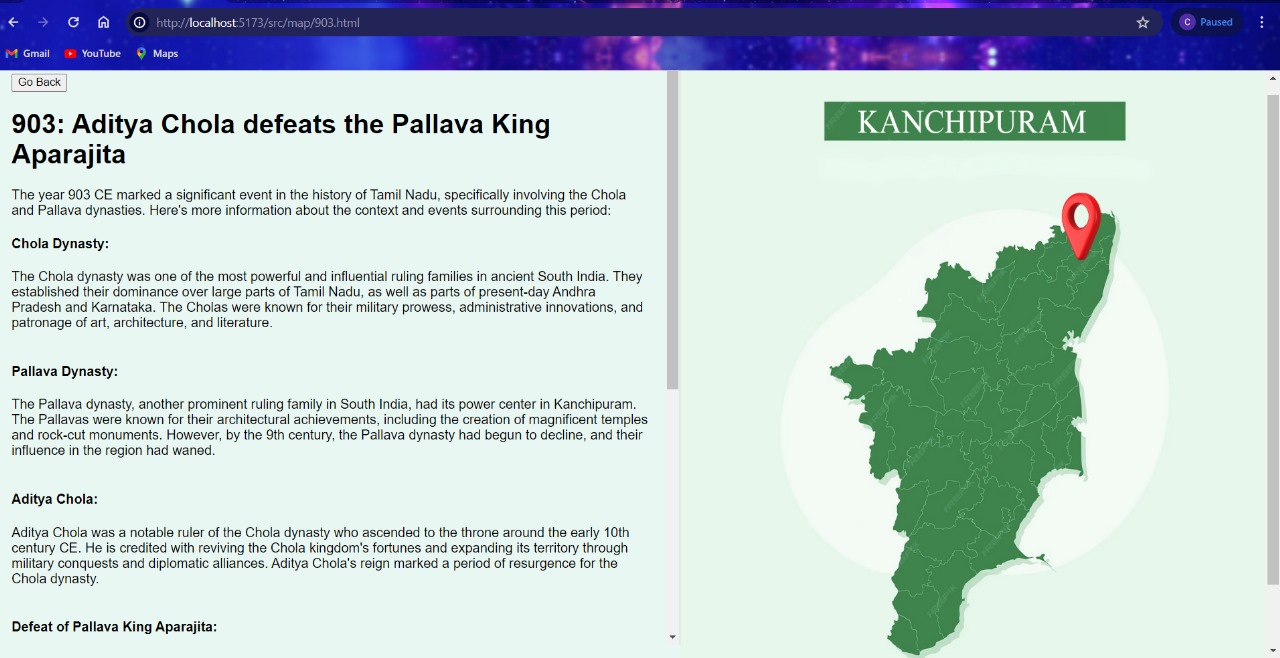 http://localhost:5173/src/map/903.html
C Paused
Gmail YouTube Maps
Go Back
903: Aditya Chola defeats the Pallava King
Aparajita
The year 903 CE marked a significant event in the history of Tamil Nadu, specifically involving the Chola
and Pallava dynasties. Here's more information about the context and events surrounding this period:
Chola Dynasty:
The Chola dynasty was one of the most powerful and influential ruling families in ancient South India. They
established their dominance over large parts of Tamil Nadu, as well as parts of present-day Andhra
Pradesh and Karnataka. The Cholas were known for their military prowess, administrative innovations, and
patronage of art, architecture, and literature.
Pallava Dynasty:
The Pallava dynasty, another prominent ruling family in South India, had its power center in Kanchipuram.
The Pallavas were known for their architectural achievements, including the creation of magnificent temples
and rock-cut monuments. However, by the 9th century, the Pallava dynasty had begun to decline, and their
influence in the region had waned.
Aditya Chola:
Aditya Chola was a notable ruler of the Chola dynasty who ascended to the throne around the early 10th
century CE. He is credited with reviving the Chola kingdom's fortunes and expanding its territory through
military conquests and diplomatic alliances. Aditya Chola's reign marked a period of resurgence for the
Chola dynasty.
Defeat of Pallava King Aparajita:
KANCHIPURAM